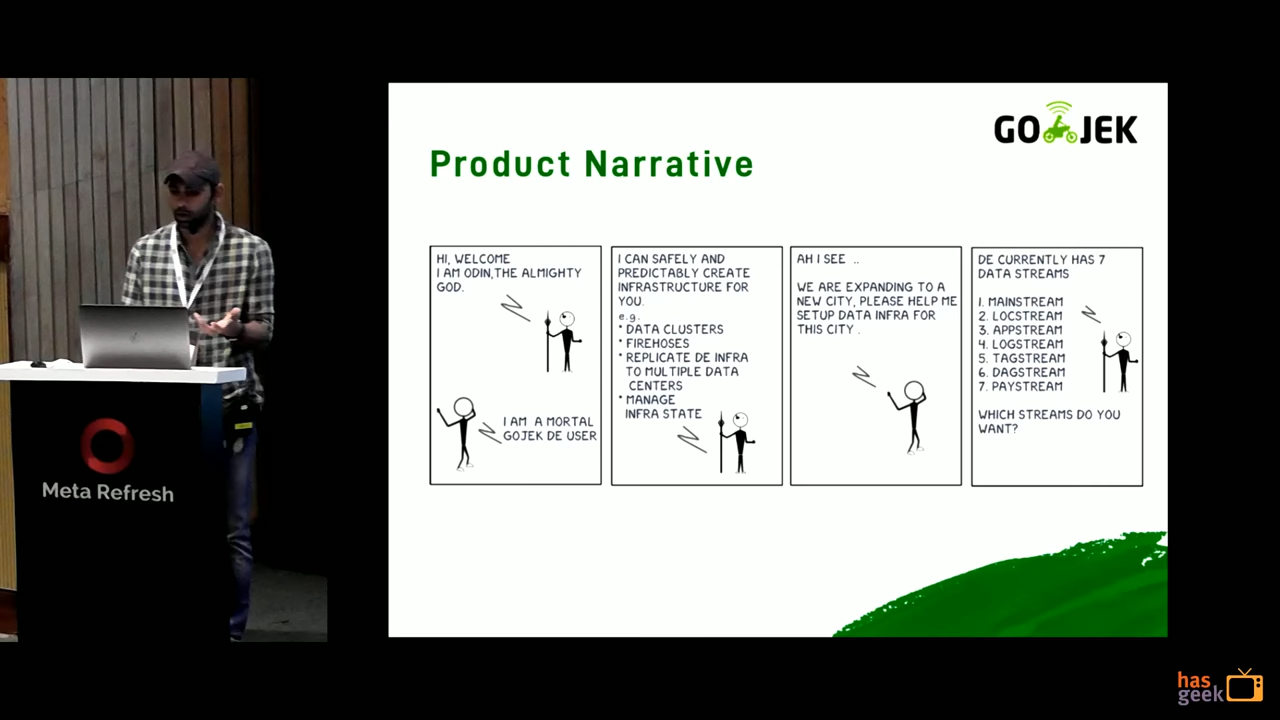 GO JEK
Product Narrative
HI, WELCOME
I AM ODIN,THE ALMIGHTY
GOD.
I AM A MORTAL
GOJEK DE USER
I CAN SAFELY AND
PREDICTABLY CREATE
INFRASTRUCTURE FOR
YOU.
e.g.
* DATA CLUSTERS
* FIREHOSES
* REPLICATE DE INFRA
TO MULTIPLE DATA
CENTERS
* MANAGE
INFRA STATE
AH I SEE ..
WE ARE EXPANDING TO A
NEW CITY, PLEASE HELP ME
SETUP DATA INFRA FOR
THIS CITY .
DE CURRENTLY HAS 7
DATA STREAMS
1. MAINSTREAM
2. LOCSTREAM
3. APPSTREAM
4. LOGSTREAM
5. TAGSTREAM
6. DAGSTREAM
7. PAYSTREAM
WHICH STREAMS DO YOU
WANT?
Meta Refresh
has
geek